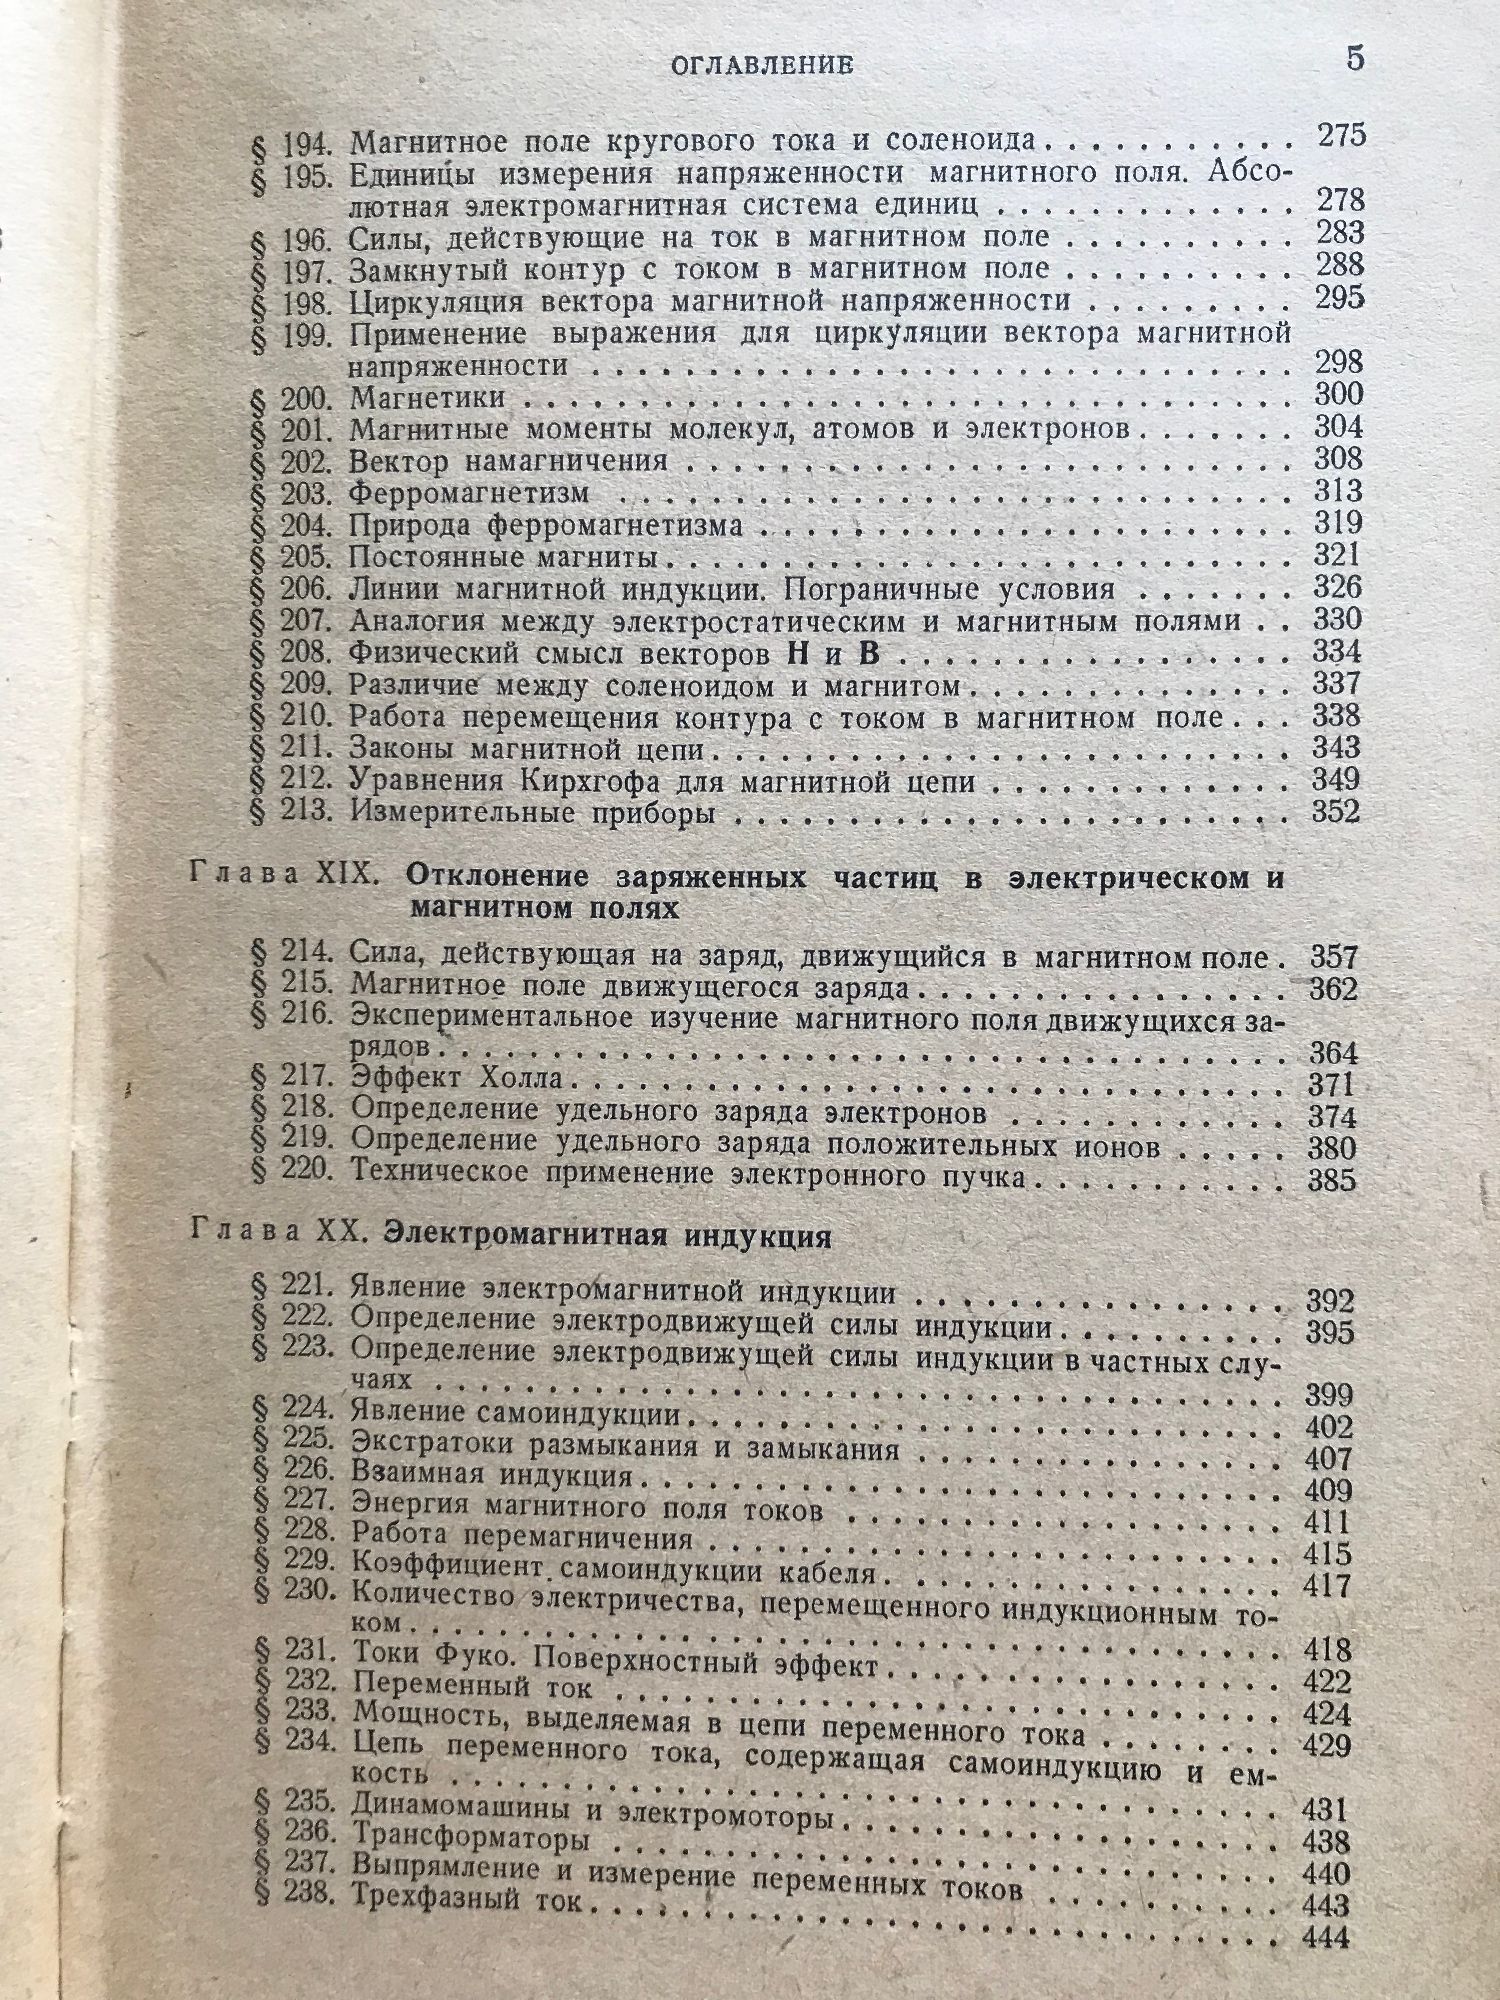 ОГЛАВЛЕНИЕ 5
§ 194. Магнитное поле кругового тока и соленоида . . . . . . . . . . . 275
§ 195. Единицы измерения напряженности магнитного поля. Абсо-
лютная электромагнитная система единиц . . . . . . . . . . . . . 278
§ 196. Силы, действующие на ток в магнитном поле . . . . . . . . . . 283
§ 197. Замкнутый контур с током в магнитном поле . . . . . . . . . . 288
§ 198. Циркуляция вектора магнитной напряженности . . . . . . . . . 295
§ 199. Применение выражения для циркуляции вектора магнитной
напряженности . . . . . . . . . . . . . . . . . . . . . . . . . . . . . . 298
§ 200. Магнетики . . . . . . . . . . . . . . . . . . . . . . . . . . . . . . . . . 300
§ 201. Магнитные моменты молекул, атомов и электронов . . . . . . . 304
§ 202. Вектор намагничения . . . . . . . . . . . . . . . . . . . . . . . . . . 308
§ 203. Ферромагнетизм . . . . . . . . . . . . . . . . . . . . . . . . . . . . . 313
§ 204. Природа ферромагнетизма . . . . . . . . . . . . . . . . . . . . . . . 319
§ 205. Постоянные магниты . . . . . . . . . . . . . . . . . . . . . . . . . . . 321
§ 206. Линии магнитной индукции. Пограничные условия . . . . . . . 326
§ 207. Аналогия между электростатическим и магнитным полями . . 330
§ 208. Физический смысл векторов H и B . . . . . . . . . . . . . . . . . 334
§ 209. Различие между соленоидом и магнитом . . . . . . . . . . . . . . 337
§ 210. Работа перемещения контура с током в магнитном поле . . . 338
§ 211. Законы магнитной цепи . . . . . . . . . . . . . . . . . . . . . . . . . 343
§ 212. Уравнения Кирхгофа для магнитной цепи . . . . . . . . . . . . . 349
§ 213. Измерительные приборы . . . . . . . . . . . . . . . . . . . . . . . . 352
Глава XIX. Отклонение заряженных частиц в электрическом и
магнитном полях
§ 214. Сила, действующая на заряд, движущийся в магнитном поле . 357
§ 215. Магнитное поле движущегося заряда . . . . . . . . . . . . . . . . 362
§ 216. Экспериментальное изучение магнитного поля движущихся за-
рядов . . . . . . . . . . . . . . . . . . . . . . . . . . . . . . . . . . . . . 364
§ 217. Эффект Холла . . . . . . . . . . . . . . . . . . . . . . . . . . . . . . . 371
§ 218. Определение удельного заряда электронов . . . . . . . . . . . . 374
§ 219. Определение удельного заряда положительных ионов . . . . . 380
§ 220. Техническое применение электронного пучка . . . . . . . . . . . 385
Глава XX. Электромагнитная индукция
§ 221. Явление электромагнитной индукции . . . . . . . . . . . . . . . . 392
§ 222. Определение электродвижущей силы индукции . . . . . . . . . . 395
§ 223. Определение электродвижущей силы индукции в частных слу-
чаях . . . . . . . . . . . . . . . . . . . . . . . . . . . . . . . . . . . . . 399
§ 224. Явление самоиндукции . . . . . . . . . . . . . . . . . . . . . . . . . . 402
§ 225. Экстратоки размыкания и замыкания . . . . . . . . . . . . . . . . 407
§ 226. Взаимная индукция . . . . . . . . . . . . . . . . . . . . . . . . . . . . 409
§ 227. Энергия магнитного поля токов . . . . . . . . . . . . . . . . . . . 411
§ 228. Работа перемагничения . . . . . . . . . . . . . . . . . . . . . . . . . 415
§ 229. Коэффициент самоиндукции кабеля . . . . . . . . . . . . . . . . . 417
§ 230. Количество электричества, перемещенного индукционным то-
ком . . . . . . . . . . . . . . . . . . . . . . . . . . . . . . . . . . . . . . 418
§ 231. Токи Фуко. Поверхностный эффект . . . . . . . . . . . . . . . . . 422
§ 232. Переменный ток . . . . . . . . . . . . . . . . . . . . . . . . . . . . . 424
§ 233. Мощность, выделяемая в цепи переменного тока . . . . . . . . 429
§ 234. Цепь переменного тока, содержащая самоиндукцию и ем-
кость . . . . . . . . . . . . . . . . . . . . . . . . . . . . . . . . . . . . 431
§ 235. Динамомашины и электромоторы . . . . . . . . . . . . . . . . . . . 438
§ 236. Трансформаторы . . . . . . . . . . . . . . . . . . . . . . . . . . . . . 440
§ 237. Выпрямление и измерение переменных токов . . . . . . . . . . 443
§ 238. Трехфазный ток . . . . . . . . . . . . . . . . . . . . . . . . . . . . . . 444